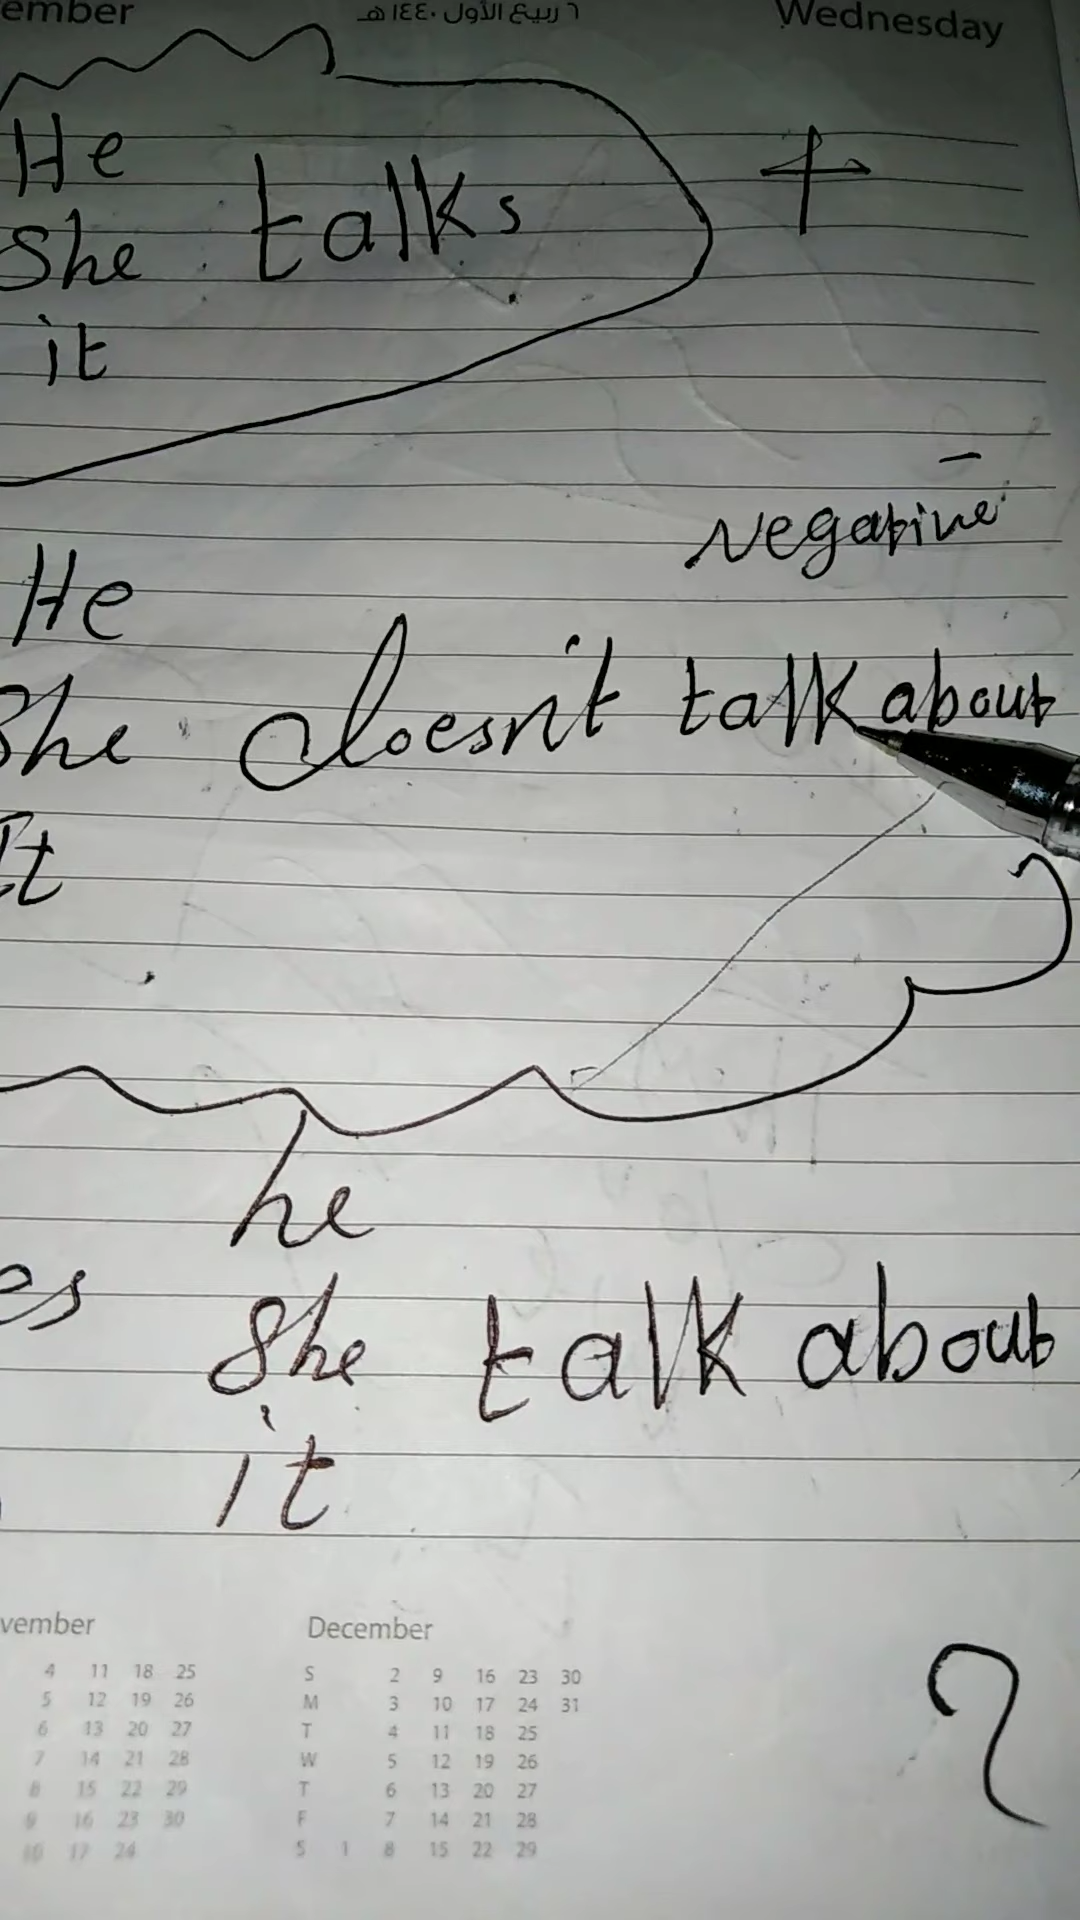 ember ٦ ربيع الأول ١٤٤٠ هـ Wednesday
He
She talks +
it
-
negative
He
She doesn't talk about
It
he
es she talk about
it
vember December
4 11 18 25 S 2 9 16 23 30
5 12 19 26 M 3 10 17 24 31
6 13 20 27 T 4 11 18 25
7 14 21 28 W 5 12 19 26
8 15 22 29 T 6 13 20 27
9 16 23 30 F 7 14 21 28
10 17 24 S 1 8 15 22 29
?